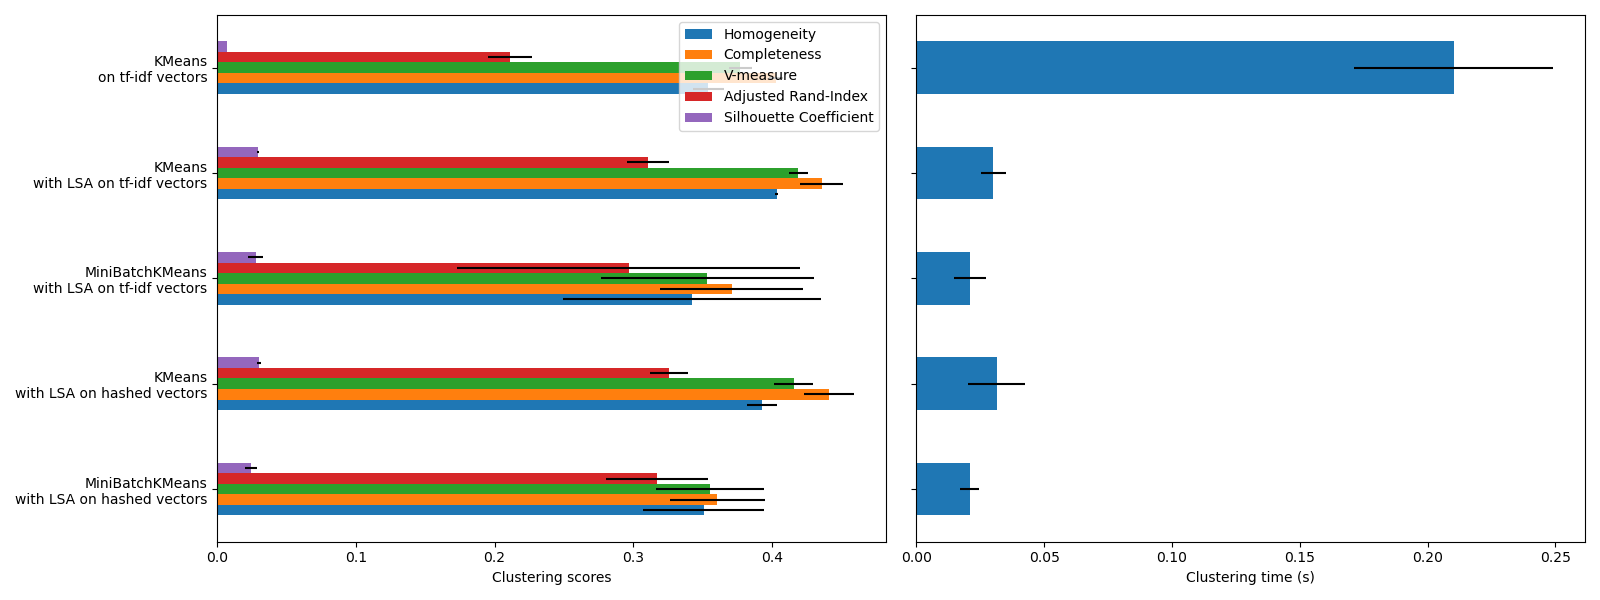 KMeans
on tf-idf vectors
KMeans
with LSA on tf-idf vectors
MiniBatchKMeans
with LSA on tf-idf vectors
KMeans
with LSA on hashed vectors
MiniBatchKMeans
with LSA on hashed vectors
Homogeneity
Completeness
V-measure
Adjusted Rand-Index
Silhouette Coefficient
0.0 0.1 0.2 0.3 0.4
Clustering scores
0.00 0.05 0.10 0.15 0.20 0.25
Clustering time (s)